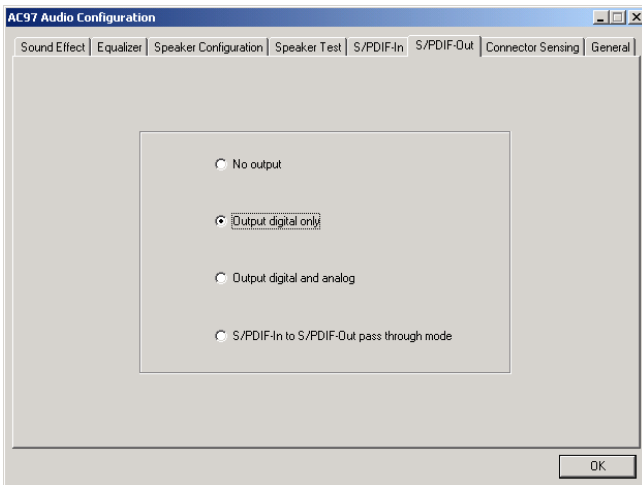 AC97 Audio Configuration
Sound Effect Equalizer Speaker Configuration Speaker Test S/PDIF-In S/PDIF-Out Connector Sensing General
No output
Output digital only
Output digital and analog
S/PDIF-In to S/PDIF-Out pass through mode
OK